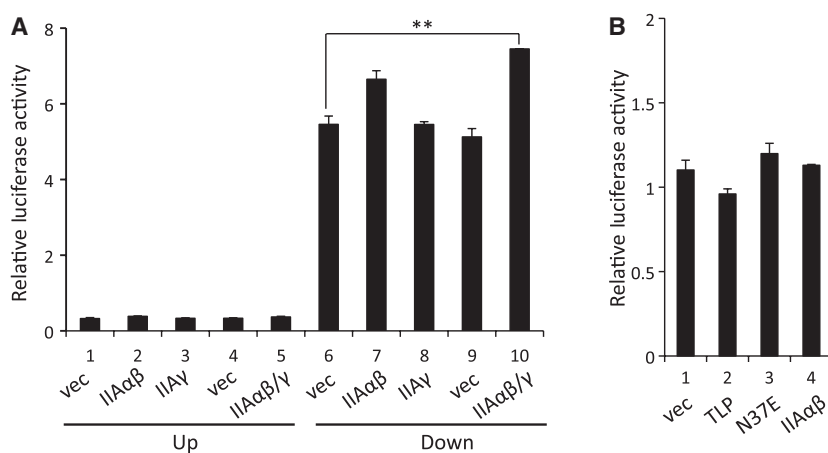 A
B
**
Relative luciferase activity
8
6
4
2
0
1 2 3 4 5 6 7 8 9 10
vec IIAαβ IIAγ vec IIAαβ/γ vec IIAαβ IIAγ vec IIAαβ/γ
Up Down
Relative luciferase activity
2
1.5
1
0.5
0
1 2 3 4
vec TLP N37E IIAαβ